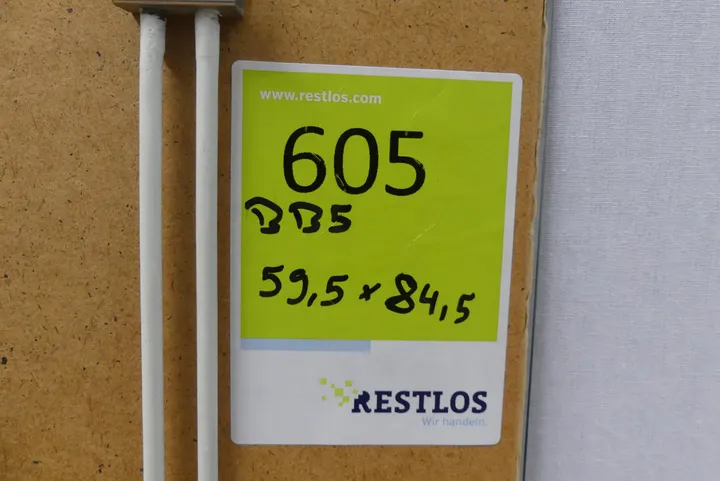 www.restlos.com
605
BB5
59,5 x 84,5
RESTLOS
Wir handeln.